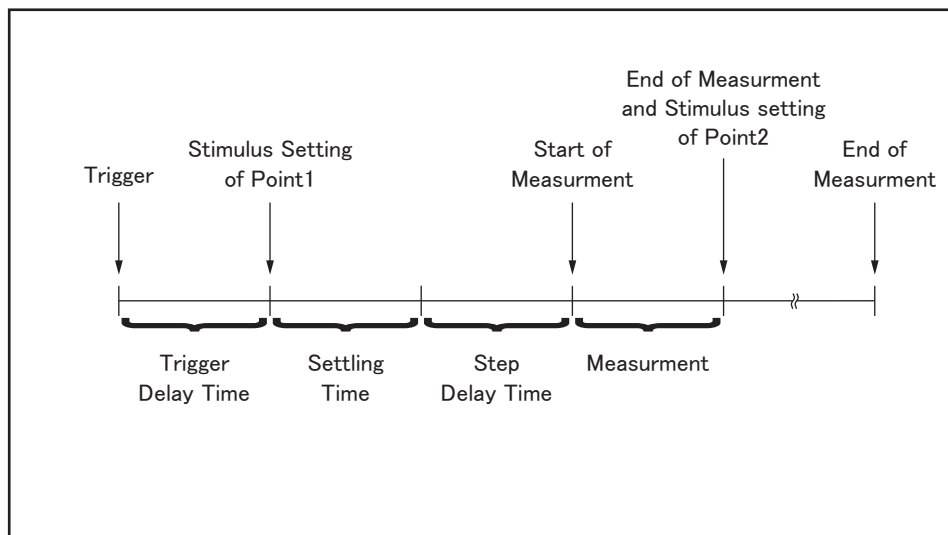 Trigger
Stimulus Setting
of Point1
Start of
Measurment
End of Measurment
and Stimulus setting
of Point2
End of
Measurment
Trigger
Delay Time
Settling
Time
Step
Delay Time
Measurment